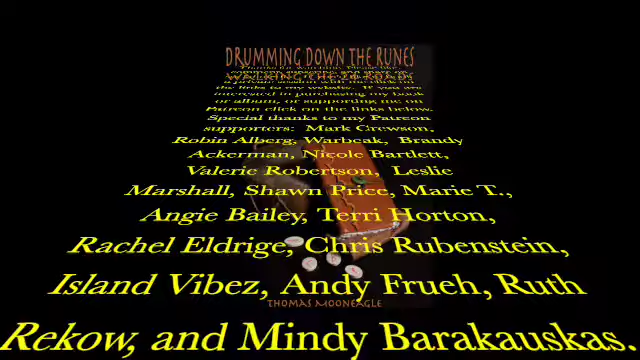 DRUMMING DOWN THE RUNES
the links to my website. If you are
interested in purchasing my book
or album, or supporting me on
Patreon click on the links below.
Special thanks to my Patreon
supporters: Mark Crewson,
Robin Alberg, Warbeak, Brandy
Ackerman, Nicole Bartlett,
Valerie Robertson, Leslie
Marshall, Shawn Price, Marie T.,
Angie Bailey, Terri Horton,
Rachel Eldrige, Chris Rubenstein,
Island Vibez, Andy Frueh, Ruth
THOMAS MOONEAGLE
Rekow, and Mindy Barakauskas.